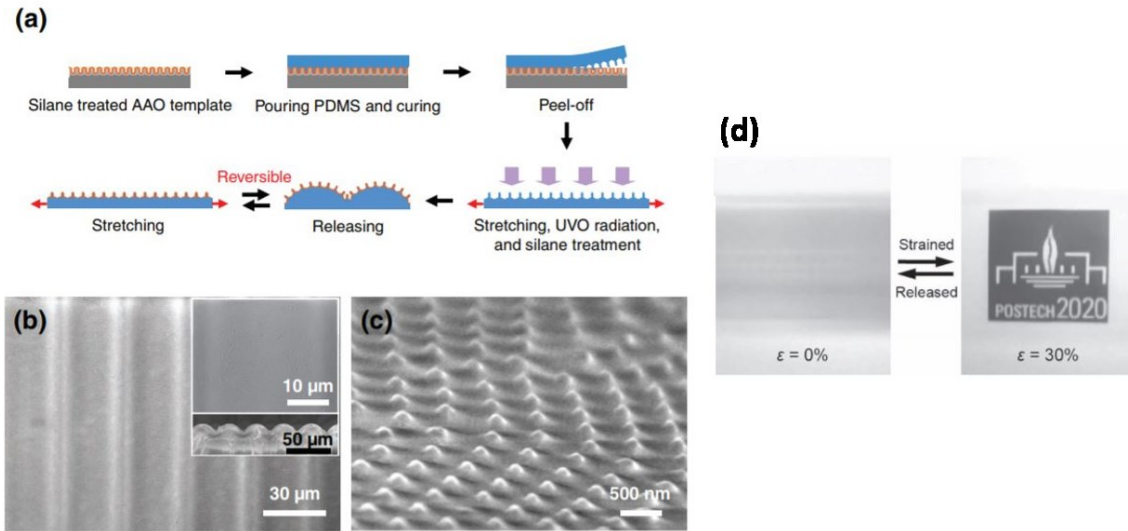 (a)
Silane treated AAO template
Pouring PDMS and curing
Peel-off
Reversible
Stretching
Releasing
Stretching, UVO radiation,
and silane treatment
(b)
10 μm
50 μm
30 μm
(c)
500 nm
(d)
Strained
Released
POSTECH 2020
ε = 0%
ε = 30%